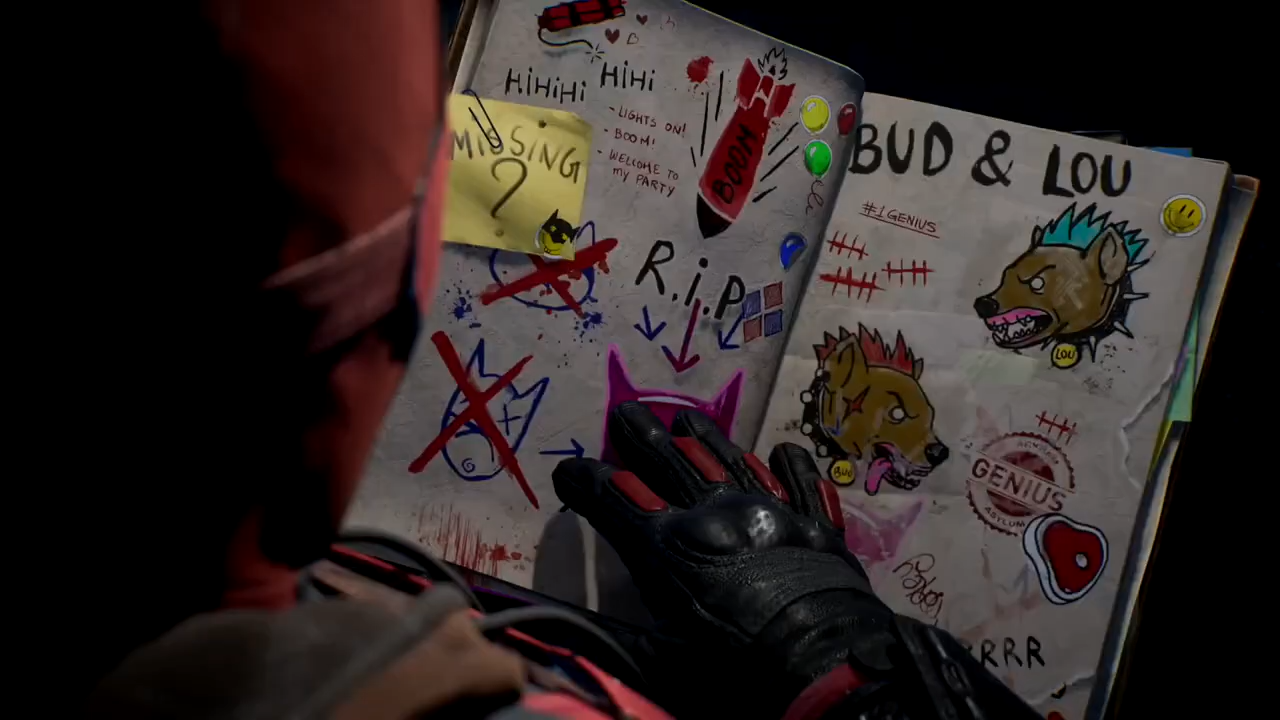 HiHiHi HiHi
- LIGHTS ON!
- BOOM!
- WELCOME TO
MY PARTY
MISSING
?
BOOM
R.i.P
BUD & LOU
#1 GENIUS
LOU
BUD
GENIUS
ASYLUM
RRR